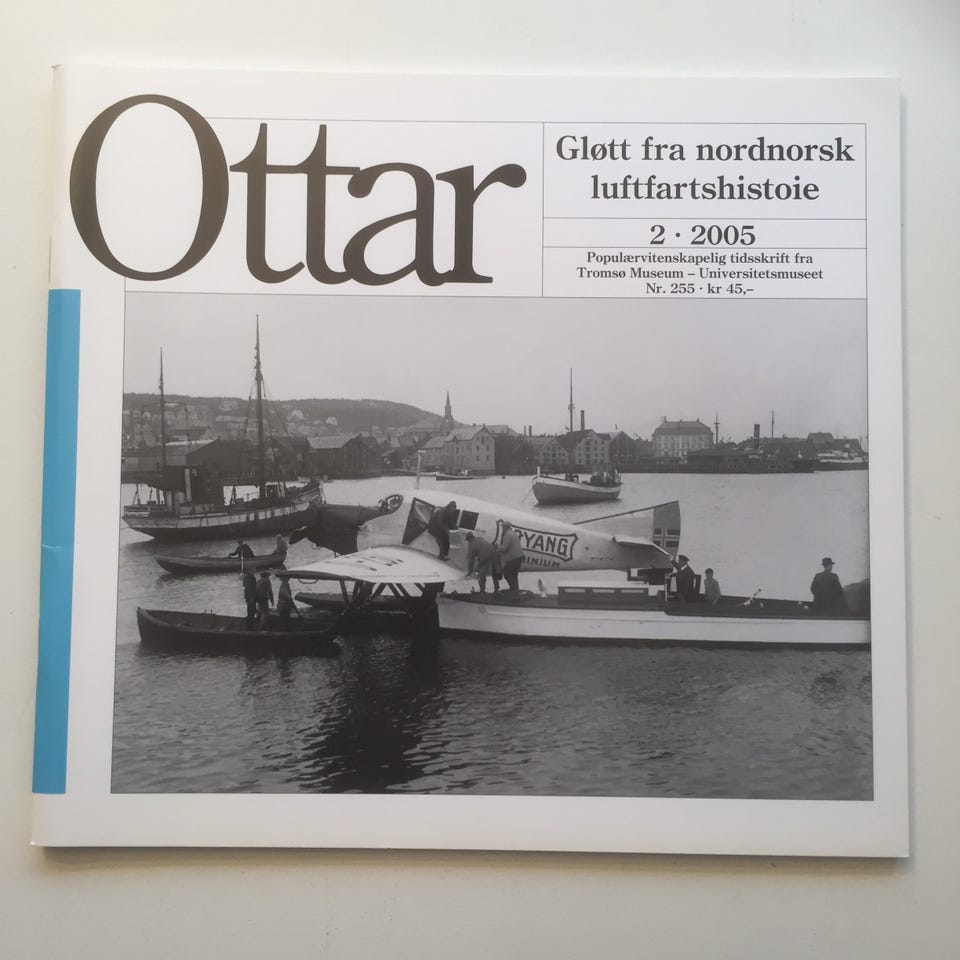 Ottar
Gløtt fra nordnorsk
luftfartshistoie
2 · 2005
Populærvitenskapelig tidsskrift fra
Tromsø Museum – Universitetsmuseet
Nr. 255 · kr 45,–